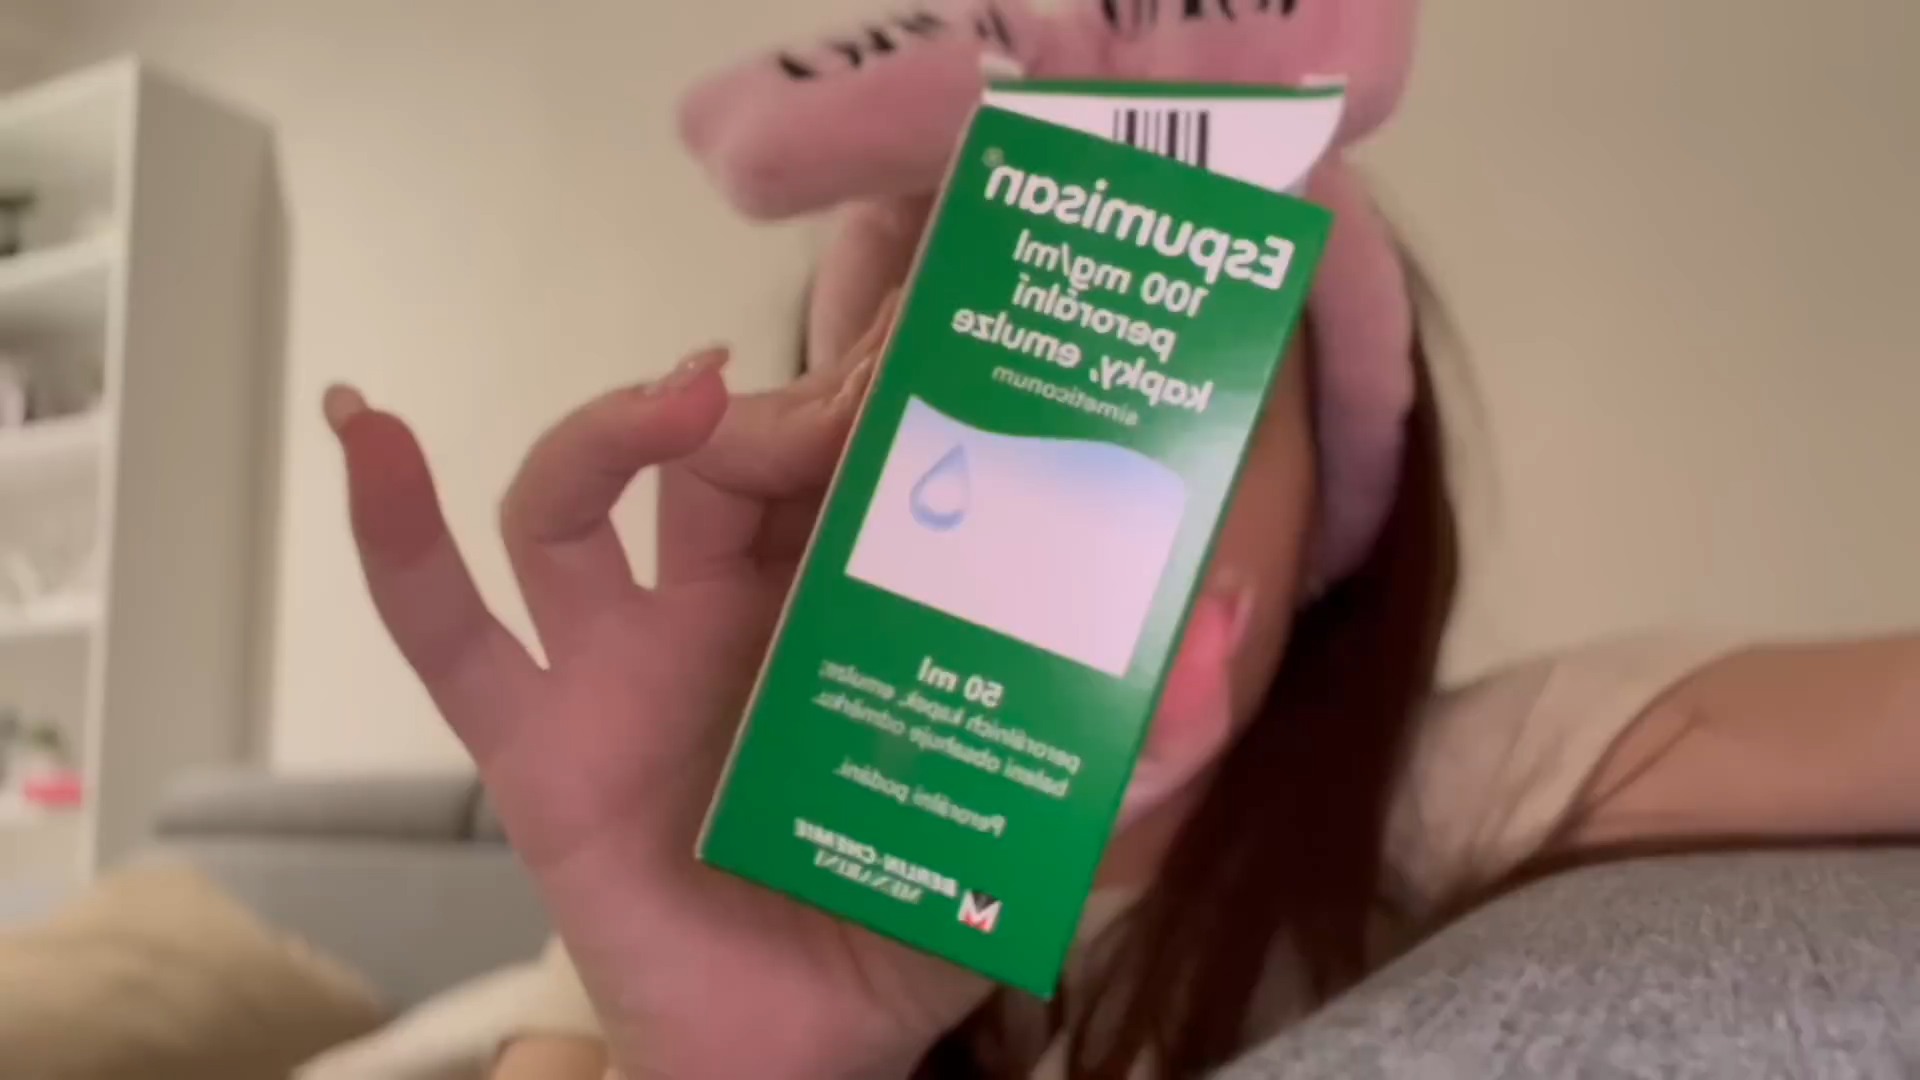 Espumisan®
100 mg/ml
perorální
kapky, emulze
simeticonum
50 ml
perorálních kapek, emulze;
balení obsahuje odměrku.
Perorální podání.
BERLIN-CHEMIE
MENARINI